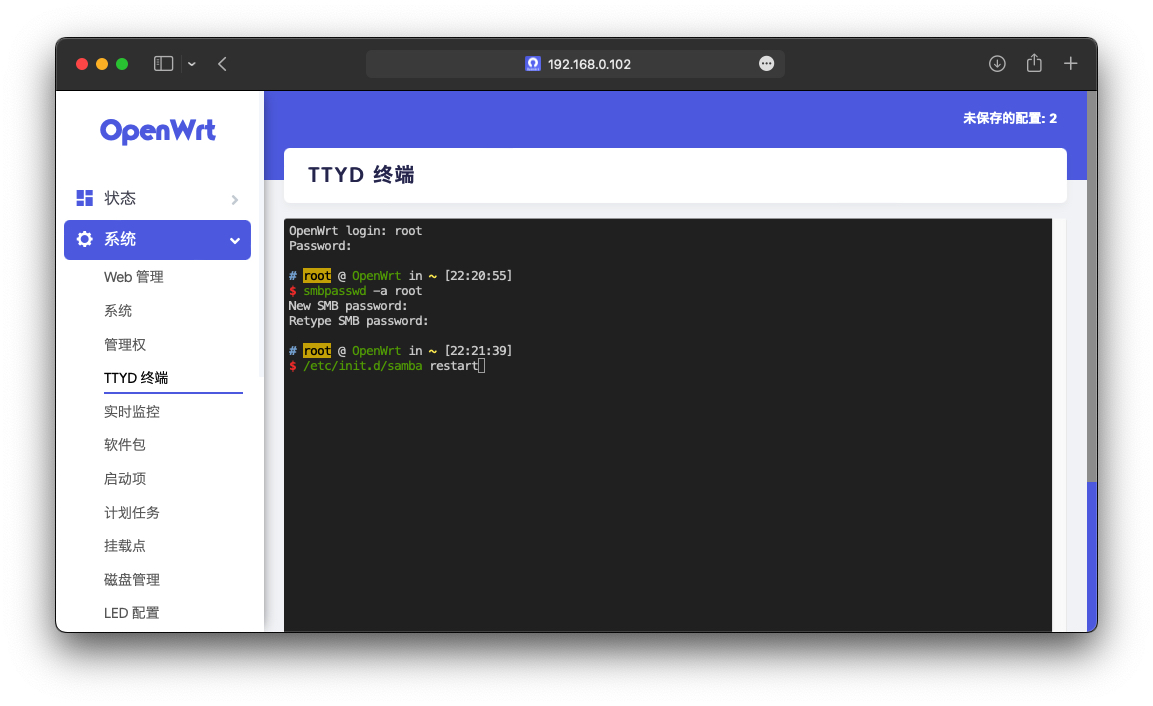 192.168.0.102
OpenWrt
未保存的配置: 2
状态
系统
Web 管理
系统
管理权
TTYD 终端
实时监控
软件包
启动项
计划任务
挂载点
磁盘管理
LED 配置
TTYD 终端
OpenWrt login: root
Password:
# root @ OpenWrt in ~ [22:20:55]
$ smbpasswd -a root
New SMB password:
Retype SMB password:
# root @ OpenWrt in ~ [22:21:39]
$ /etc/init.d/samba restart